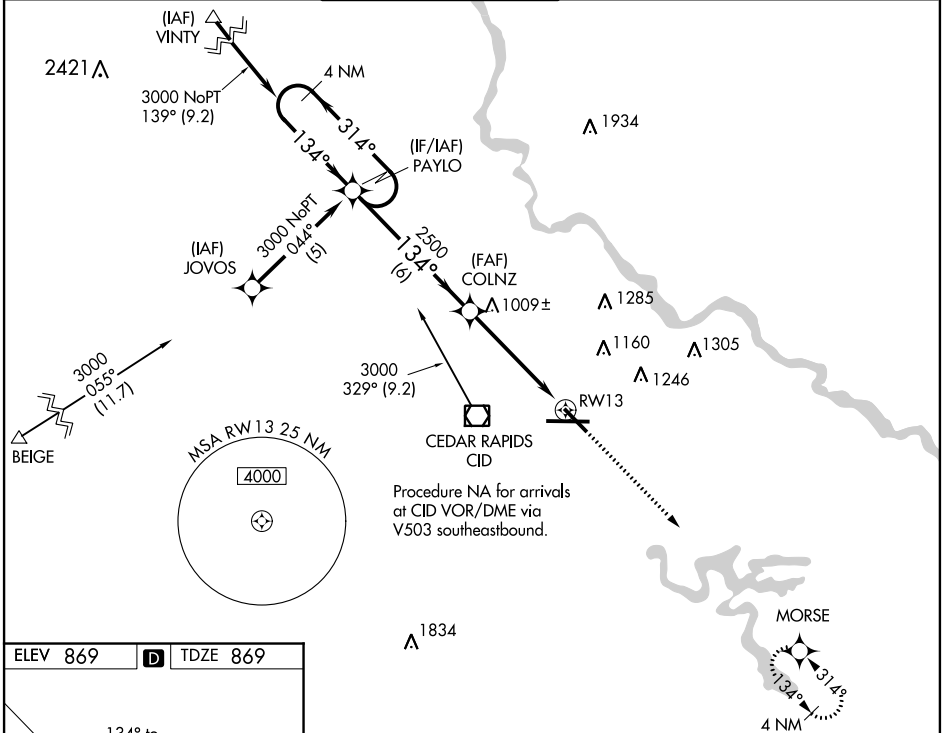 (IAF)
VINTY
2421
4 NM
3000 NoPT
139° (9.2)
314°
134°
1934
(IF/IAF)
PAYLO
3000 NoPT
044°
(5)
(IAF)
JOVOS
2500
134°
(6)
(FAF)
COLNZ
1009±
1285
1160
1305
1246
3000
329° (9.2)
RW13
3000
055°
(11.7)
BEIGE
CEDAR RAPIDS
CID
MSA RW13 25 NM
4000
Procedure NA for arrivals
at CID VOR/DME via
V503 southeastbound.
MORSE
1834
314°
134°
4 NM
ELEV 869 D TDZE 869
134° to